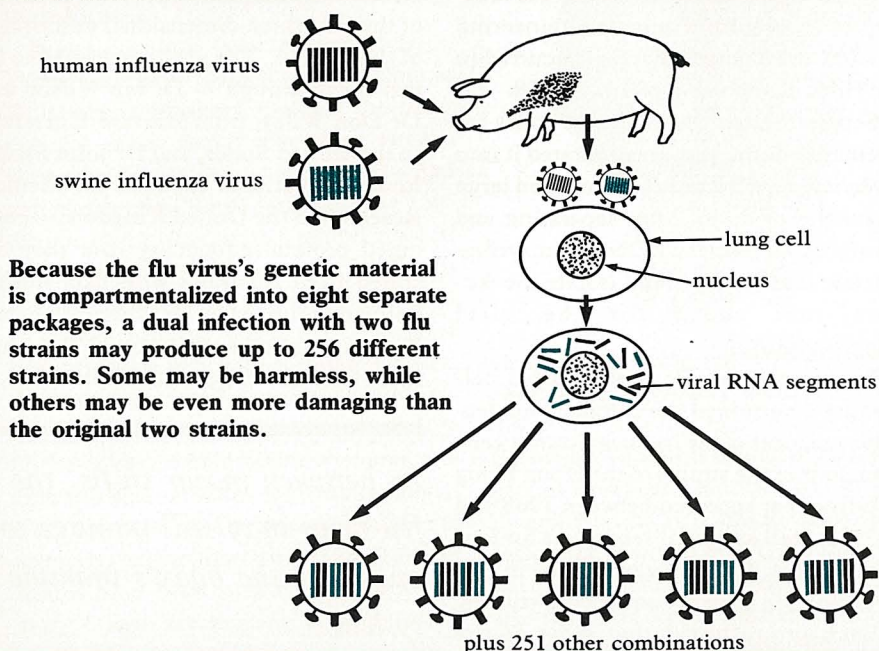 human influenza virus
swine influenza virus
Because the flu virus's genetic material
is compartmentalized into eight separate
packages, a dual infection with two flu
strains may produce up to 256 different
strains. Some may be harmless, while
others may be even more damaging than
the original two strains.
lung cell
nucleus
viral RNA segments
plus 251 other combinations